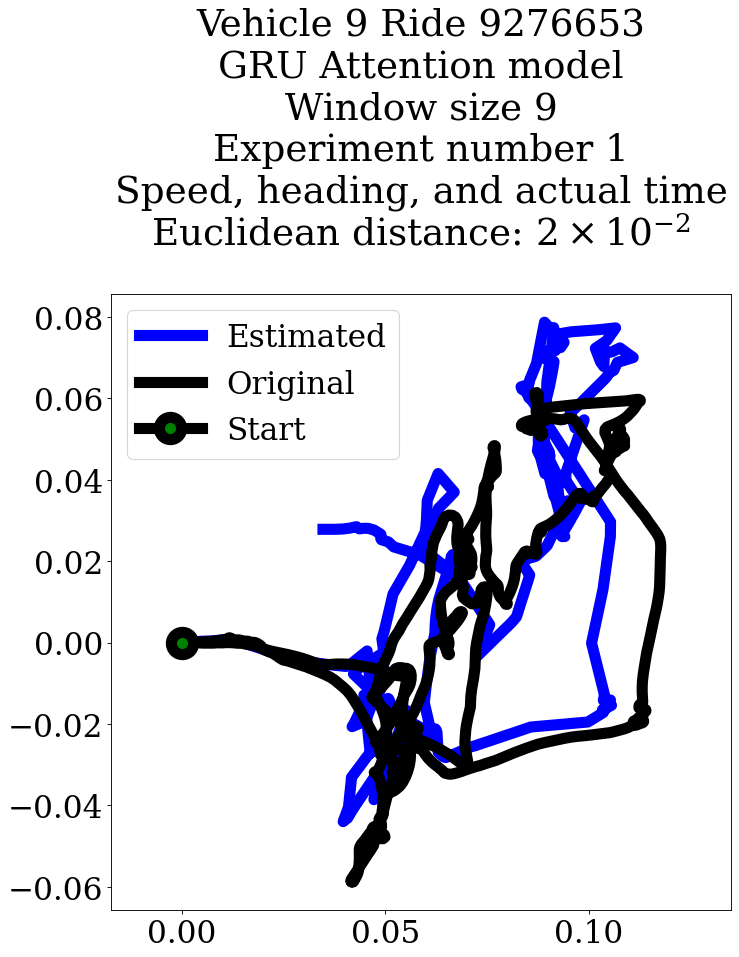 Vehicle 9 Ride 9276653
GRU Attention model
Window size 9
Experiment number 1
Speed, heading, and actual time
Euclidean distance: 2 × 10⁻²
Estimated
Original
Start
0.08
0.06
0.04
0.02
0.00
−0.02
−0.04
−0.06
0.00 0.05 0.10